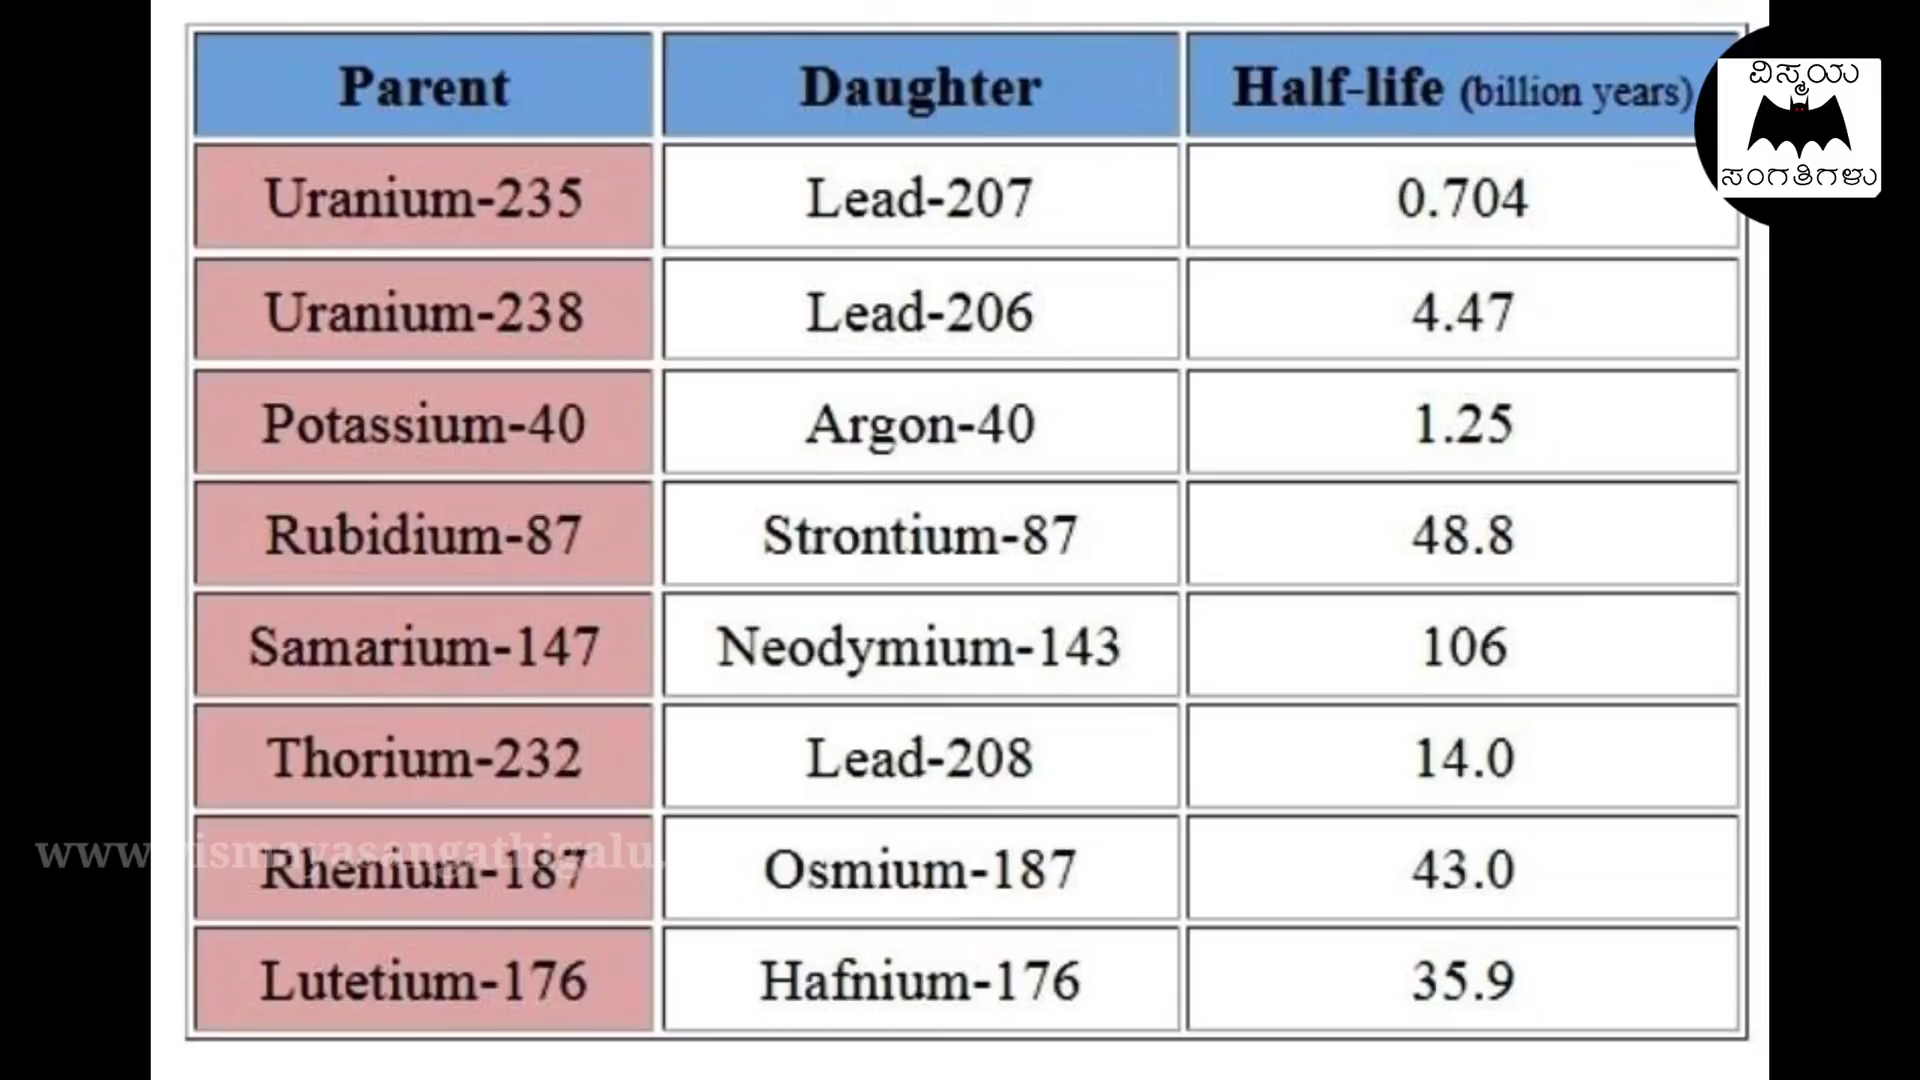 Parent Daughter Half-life (billion years)
Uranium-235 Lead-207 0.704
Uranium-238 Lead-206 4.47
Potassium-40 Argon-40 1.25
Rubidium-87 Strontium-87 48.8
Samarium-147 Neodymium-143 106
Thorium-232 Lead-208 14.0
Rhenium-187 Osmium-187 43.0
Lutetium-176 Hafnium-176 35.9
ವಿಸ್ಮಯ
ಸಂಗತಿಗಳು
www.vismayasangathigalu.